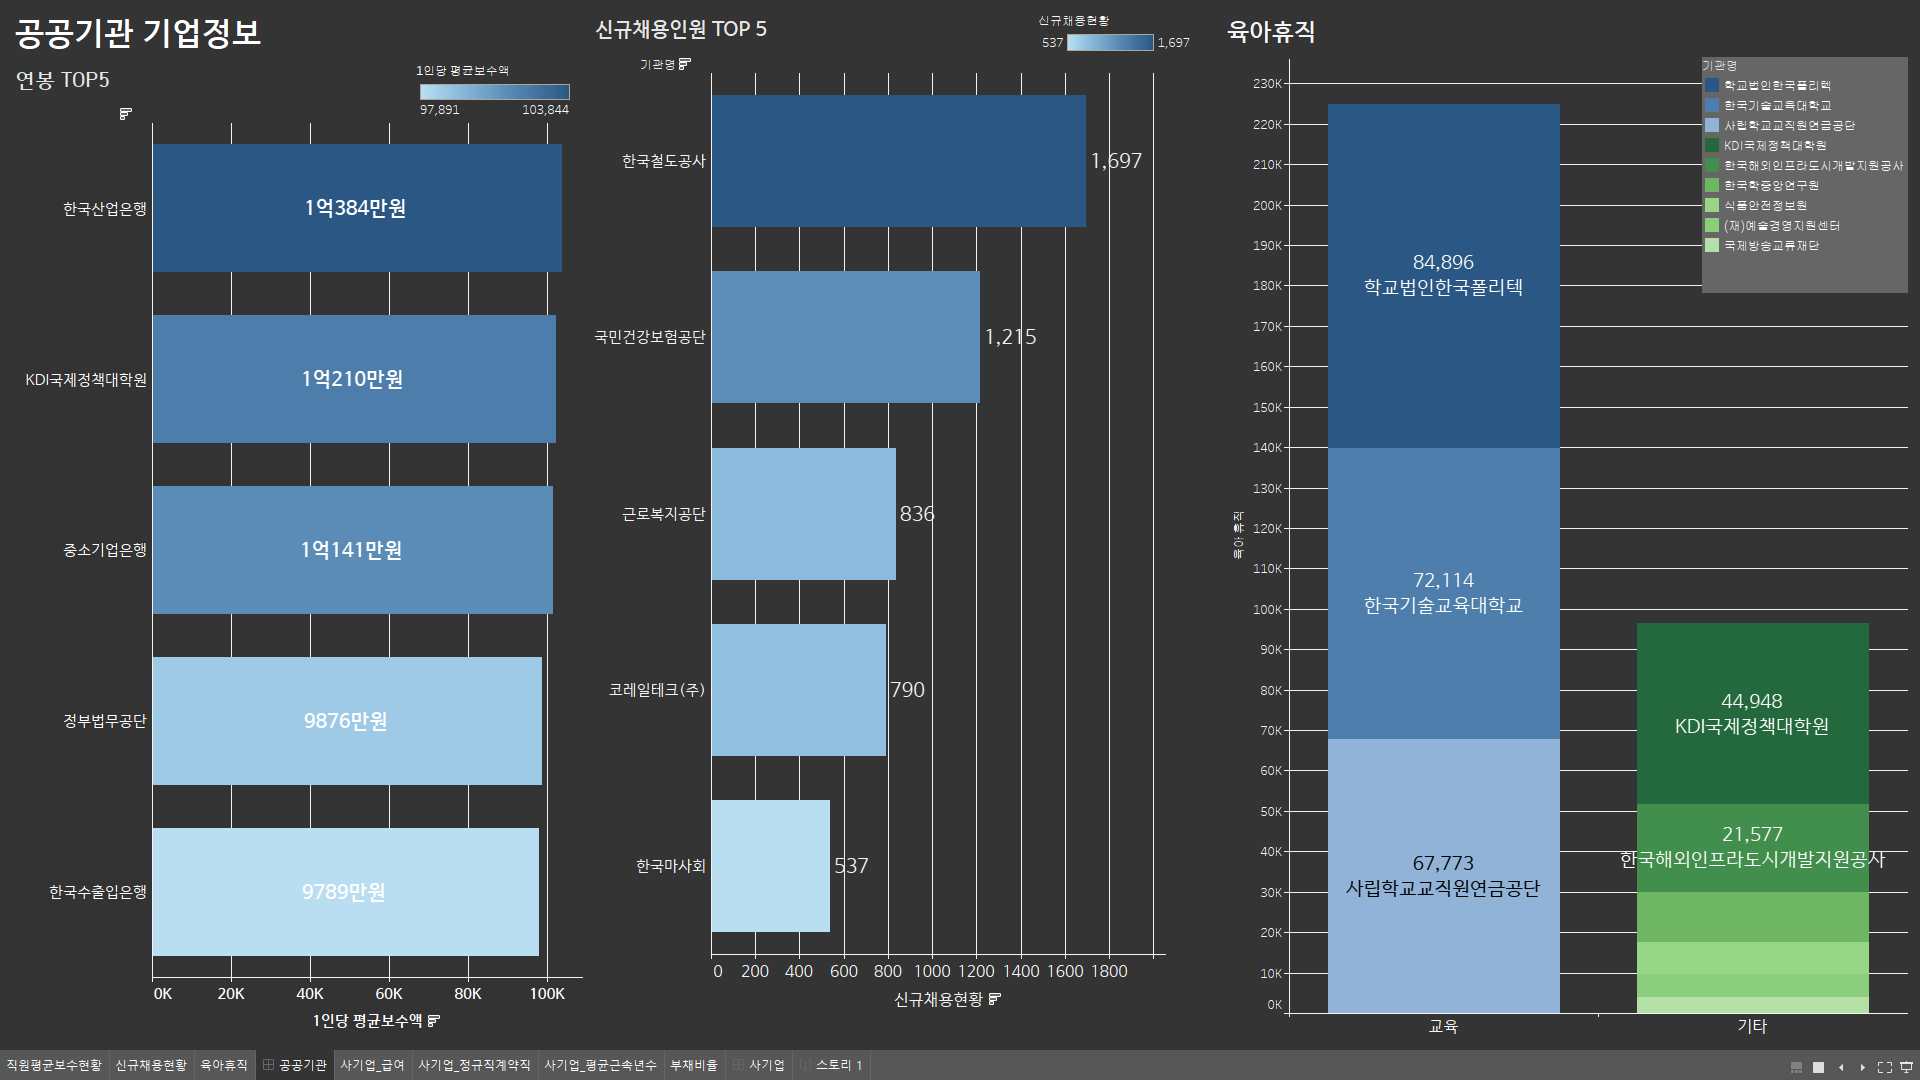 공공기관 기업정보
연봉 TOP5
1인당 평균보수액
97,891
103,844
한국산업은행
1억384만원
KDI국제정책대학원
1억210만원
중소기업은행
1억141만원
정부법무공단
9876만원
한국수출입은행
9789만원
0K
20K
40K
60K
80K
100K
1인당 평균보수액
신규채용인원 TOP 5
신규채용현황
537
1,697
기관명
한국철도공사
1,697
국민건강보험공단
1,215
근로복지공단
836
코레일테크(주)
790
한국마사회
537
0
200
400
600
800
1000
1200
1400
1600
1800
신규채용현황
육아휴직
기관명
학교법인한국폴리텍
한국기술교육대학교
사립학교교직원연금공단
KDI국제정책대학원
한국해외인프라도시개발지원공사
한국학중앙연구원
식품안전정보원
(재)예술경영지원센터
국제방송교류재단
육아 휴직
230K
220K
210K
200K
190K
180K
170K
160K
150K
140K
130K
120K
110K
100K
90K
80K
70K
60K
50K
40K
30K
20K
10K
0K
84,896
학교법인한국폴리텍
72,114
한국기술교육대학교
67,773
사립학교교직원연금공단
44,948
KDI국제정책대학원
21,577
한국해외인프라도시개발지원공사
교육
기타
직원평균보수현황
신규채용현황
육아휴직
공공기관
사기업_급여
사기업_정규직계약직
사기업_평균근속년수
부채비율
사기업
스토리 1